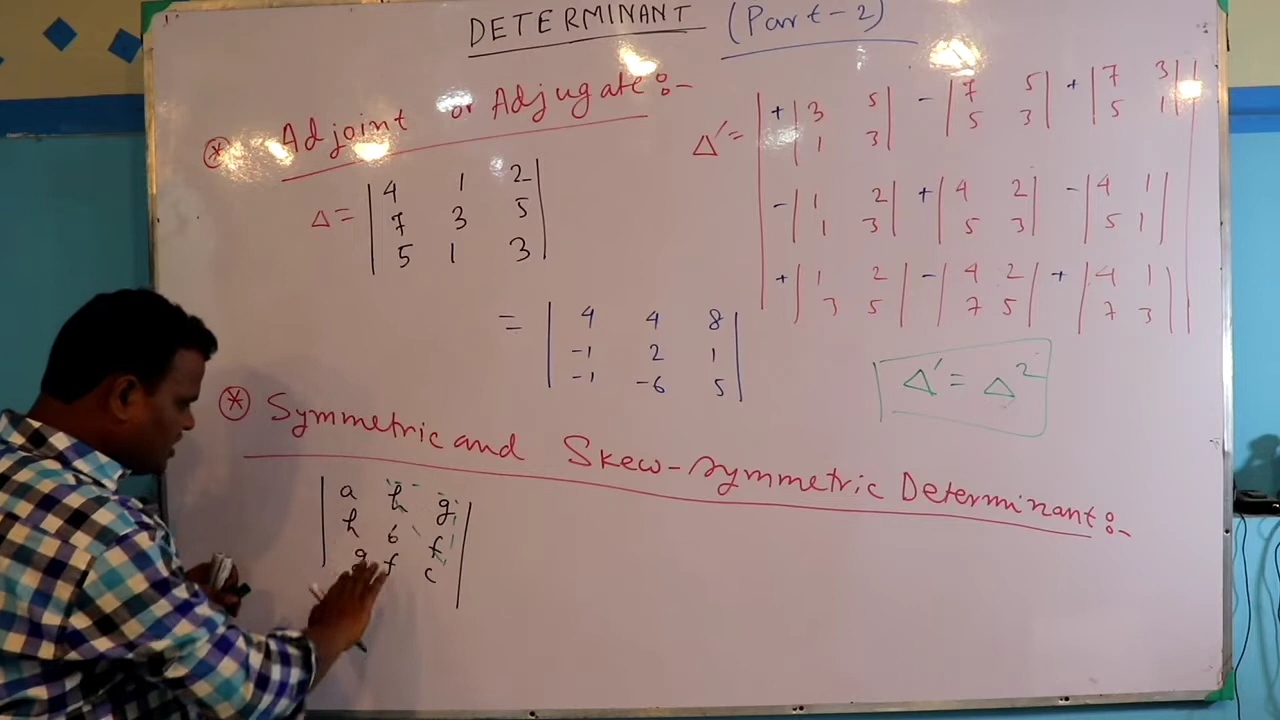 DETERMINANT (Part-2)
* Adjoint or Adjugate :-
Δ = | 4 1 2 |
| 7 3 5 |
| 5 1 3 |
Δ' = | +|3 5| -|7 5| +|7 3| |
|1 3| |5 3| |5 1|
-|1 2| +|4 2| -|4 1|
|1 3| |5 3| |5 1|
+|1 2| -|4 2| +|4 1|
|3 5| |7 5| |7 3|
= | 4 4 8 |
| -1 2 1 |
| -1 -6 5 |
Δ' = Δ²
* Symmetric and Skew-symmetric Determinant :-
| a h g |
| h b f |
| g f c |